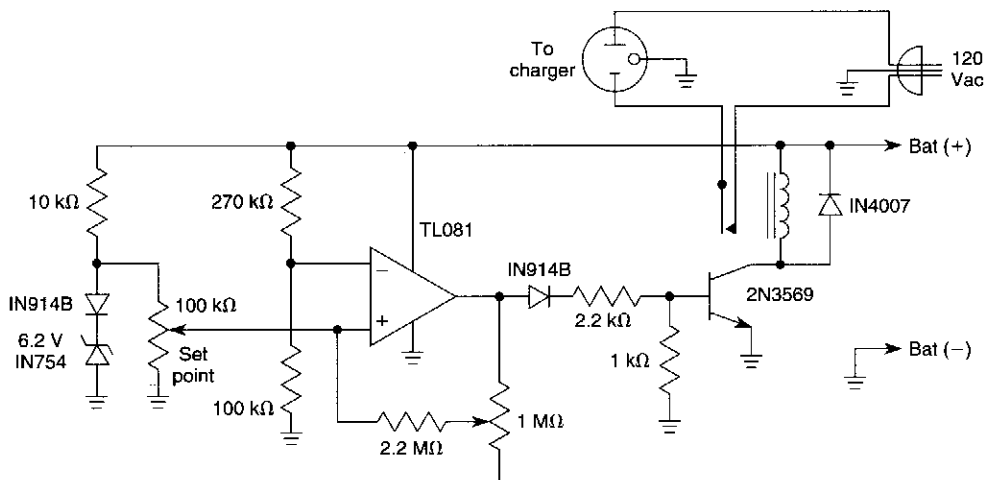 To
charger
120
Vac
Bat (+)
10 kΩ
270 kΩ
TL081
IN4007
IN914B
IN914B
100 kΩ
2.2 kΩ
2N3569
6.2 V
IN754
Set
point
−
+
1 kΩ
Bat (−)
100 kΩ
2.2 MΩ
1 MΩ